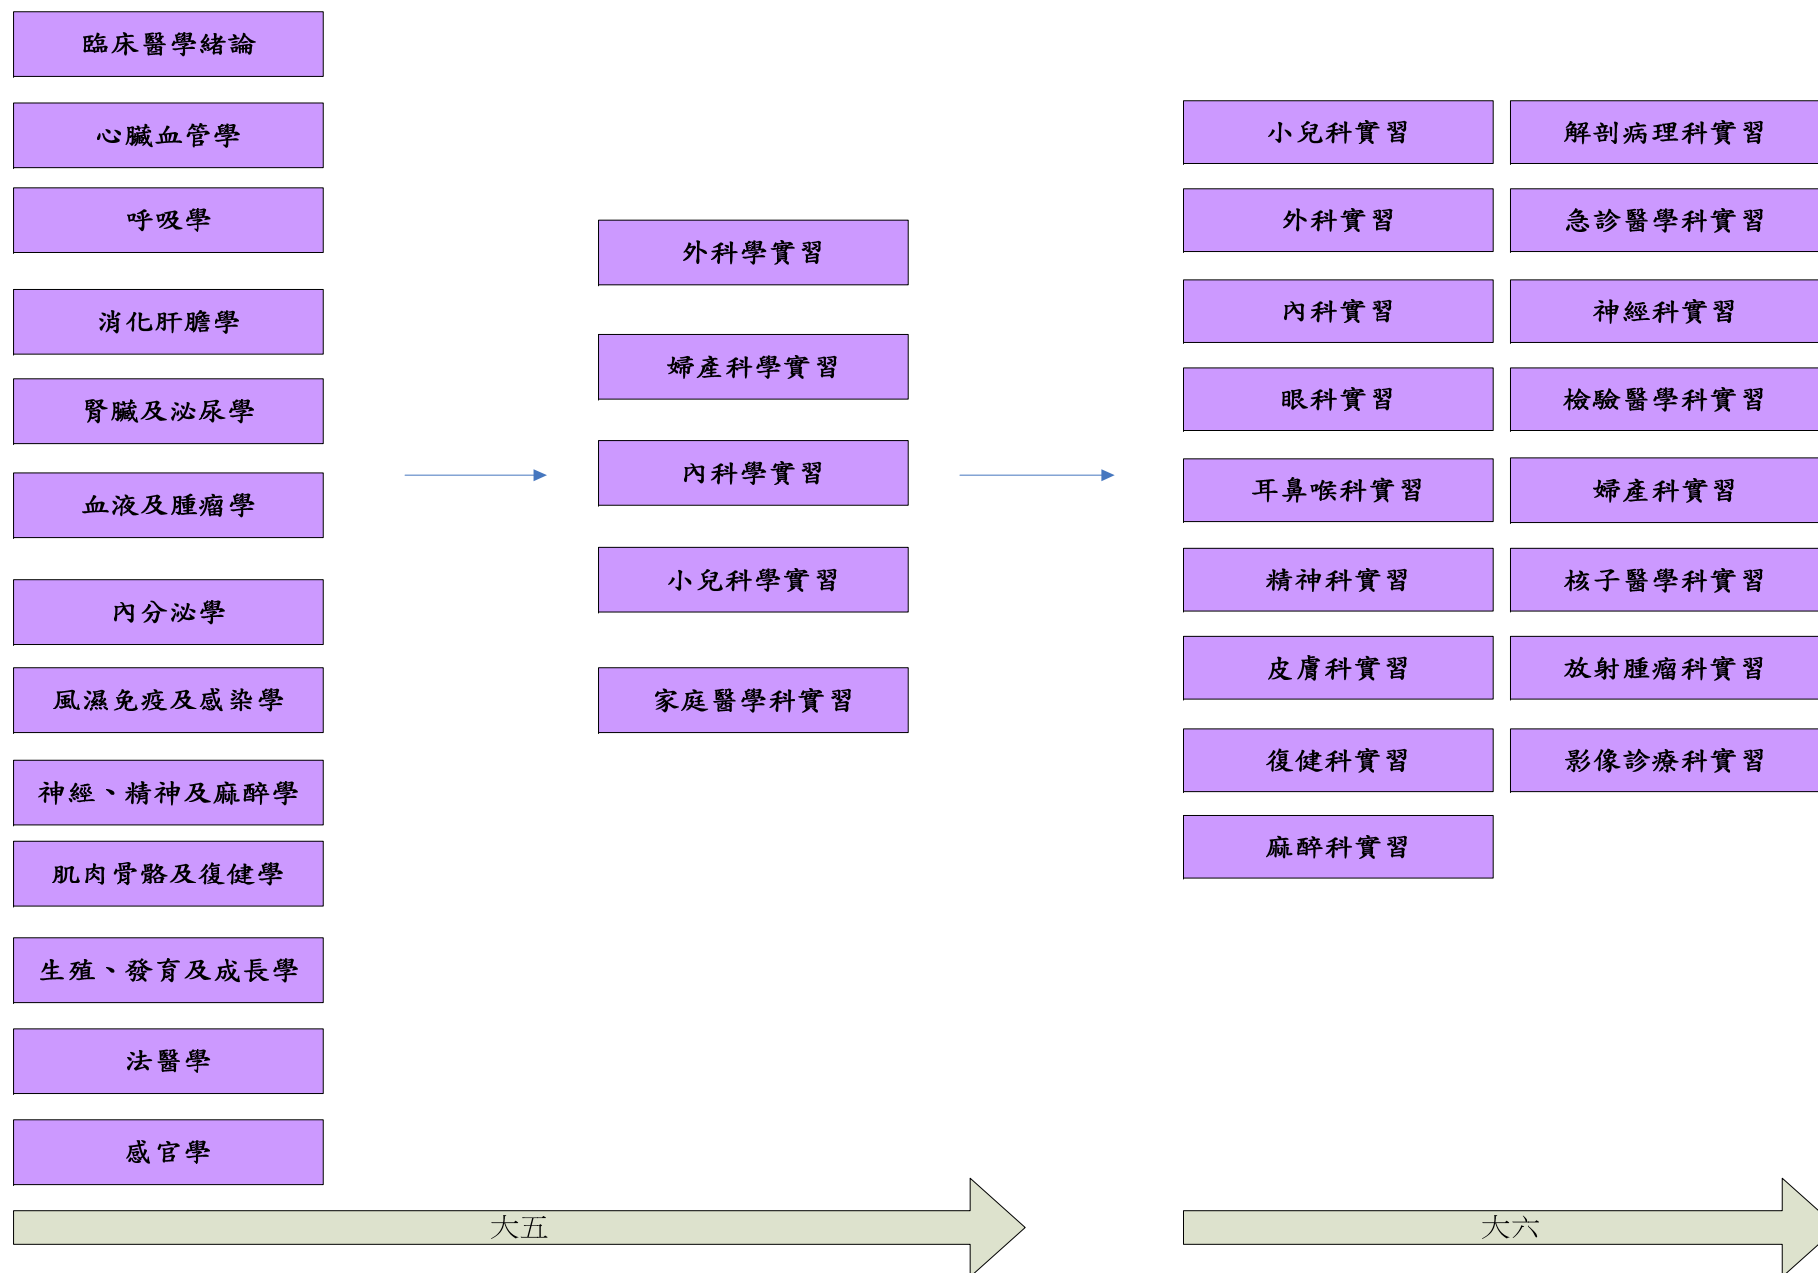 臨床醫學緒論
心臟血管學
呼吸學
消化肝膽學
腎臟及泌尿學
血液及腫瘤學
內分泌學
風濕免疫及感染學
神經、精神及麻醉學
肌肉骨骼及復健學
生殖、發育及成長學
法醫學
感官學
外科學實習
婦產科學實習
內科學實習
小兒科學實習
家庭醫學科實習
小兒科實習
外科實習
內科實習
眼科實習
耳鼻喉科實習
精神科實習
皮膚科實習
復健科實習
麻醉科實習
解剖病理科實習
急診醫學科實習
神經科實習
檢驗醫學科實習
婦產科實習
核子醫學科實習
放射腫瘤科實習
影像診療科實習
大五
大六